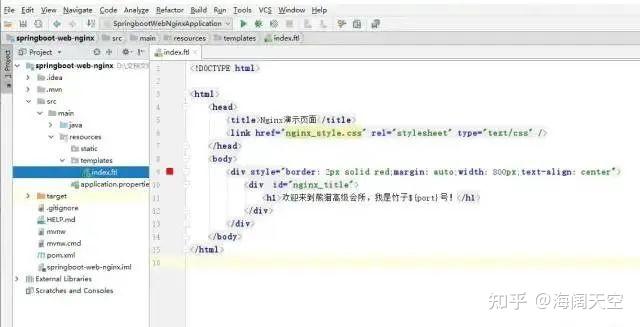 File Edit View Navigate Code Analyze Refactor Build Run Tools VCS Window Help
SpringbootWebNginxApplication
springboot-web-nginx src main resources templates index.ftl
Project
index.ftl
1: Project
springboot-web-nginx
.idea
.mvn
src
main
java
resources
static
templates
index.ftl
application.propertie
target
.gitignore
HELP.md
mvnw
mvnw.cmd
pom.xml
springboot-web-nginx.iml
External Libraries
Scratches and Consoles
1 <!DOCTYPE html>
2
3 <html>
4 <head>
5 <title>Nginx演示页面</title>
6 <link href="nginx_style.css" rel="stylesheet" type="text/css" />
7 </head>
8 <body>
9 <div style="border: 2px solid red;margin: auto;width: 800px;text-align: center">
10 <div id="nginx_title">
11 <h1>欢迎来到熊猫高级会所，我是竹子${port}号！</h1>
12 </div>
13 </div>
14 </body>
15 </html>
16
知乎 @海阔天空